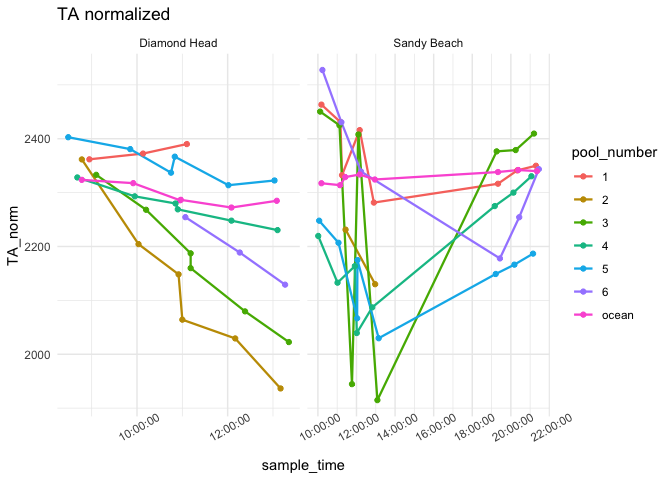 TA normalized
Diamond Head
Sandy Beach
TA_norm
2400
2200
2000
10:00:00
12:00:00
10:00:00
12:00:00
14:00:00
16:00:00
18:00:00
20:00:00
22:00:00
sample_time
pool_number
1
2
3
4
5
6
ocean